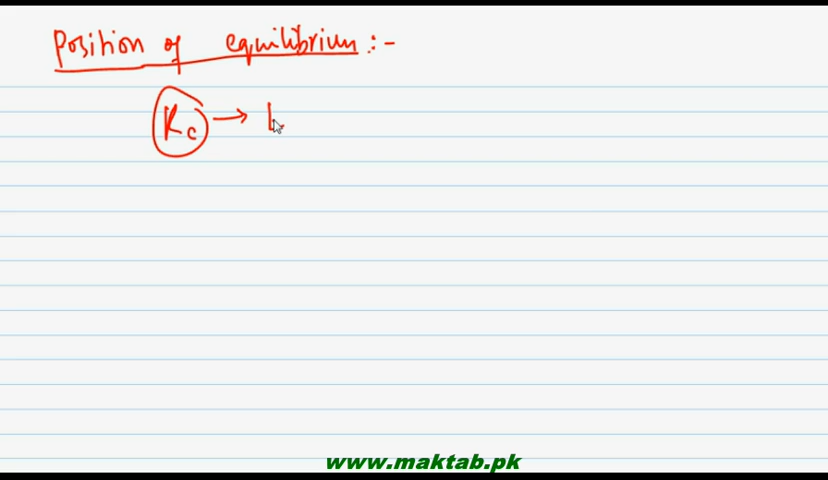 Position of equilibrium :-
Kc →
www.maktab.pk